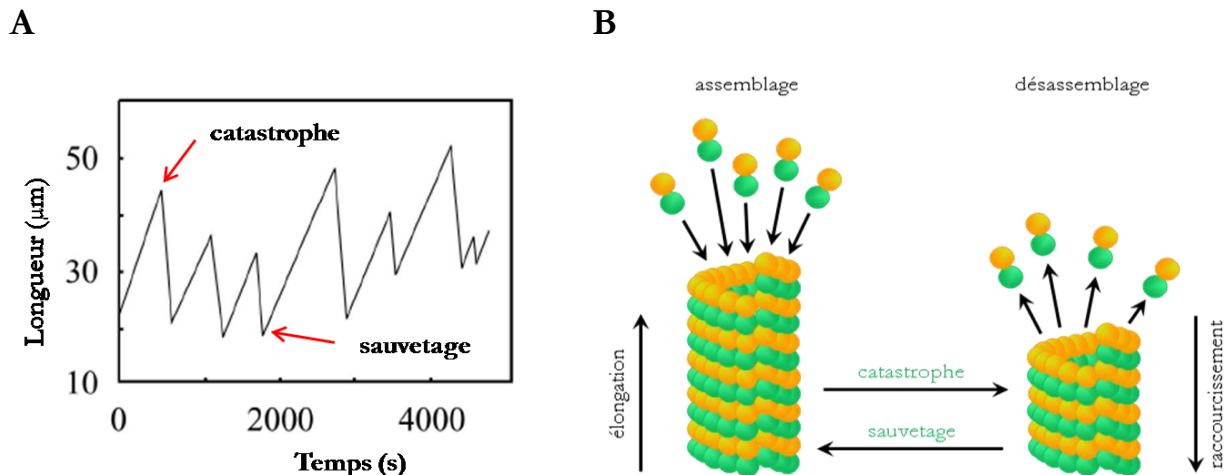 A
catastrophe
50
30
10
Longueur (µm)
sauvetage
0
2000
4000
Temps (s)
B
assemblage
désassemblage
élongation
catastrophe
sauvetage
raccourcissement